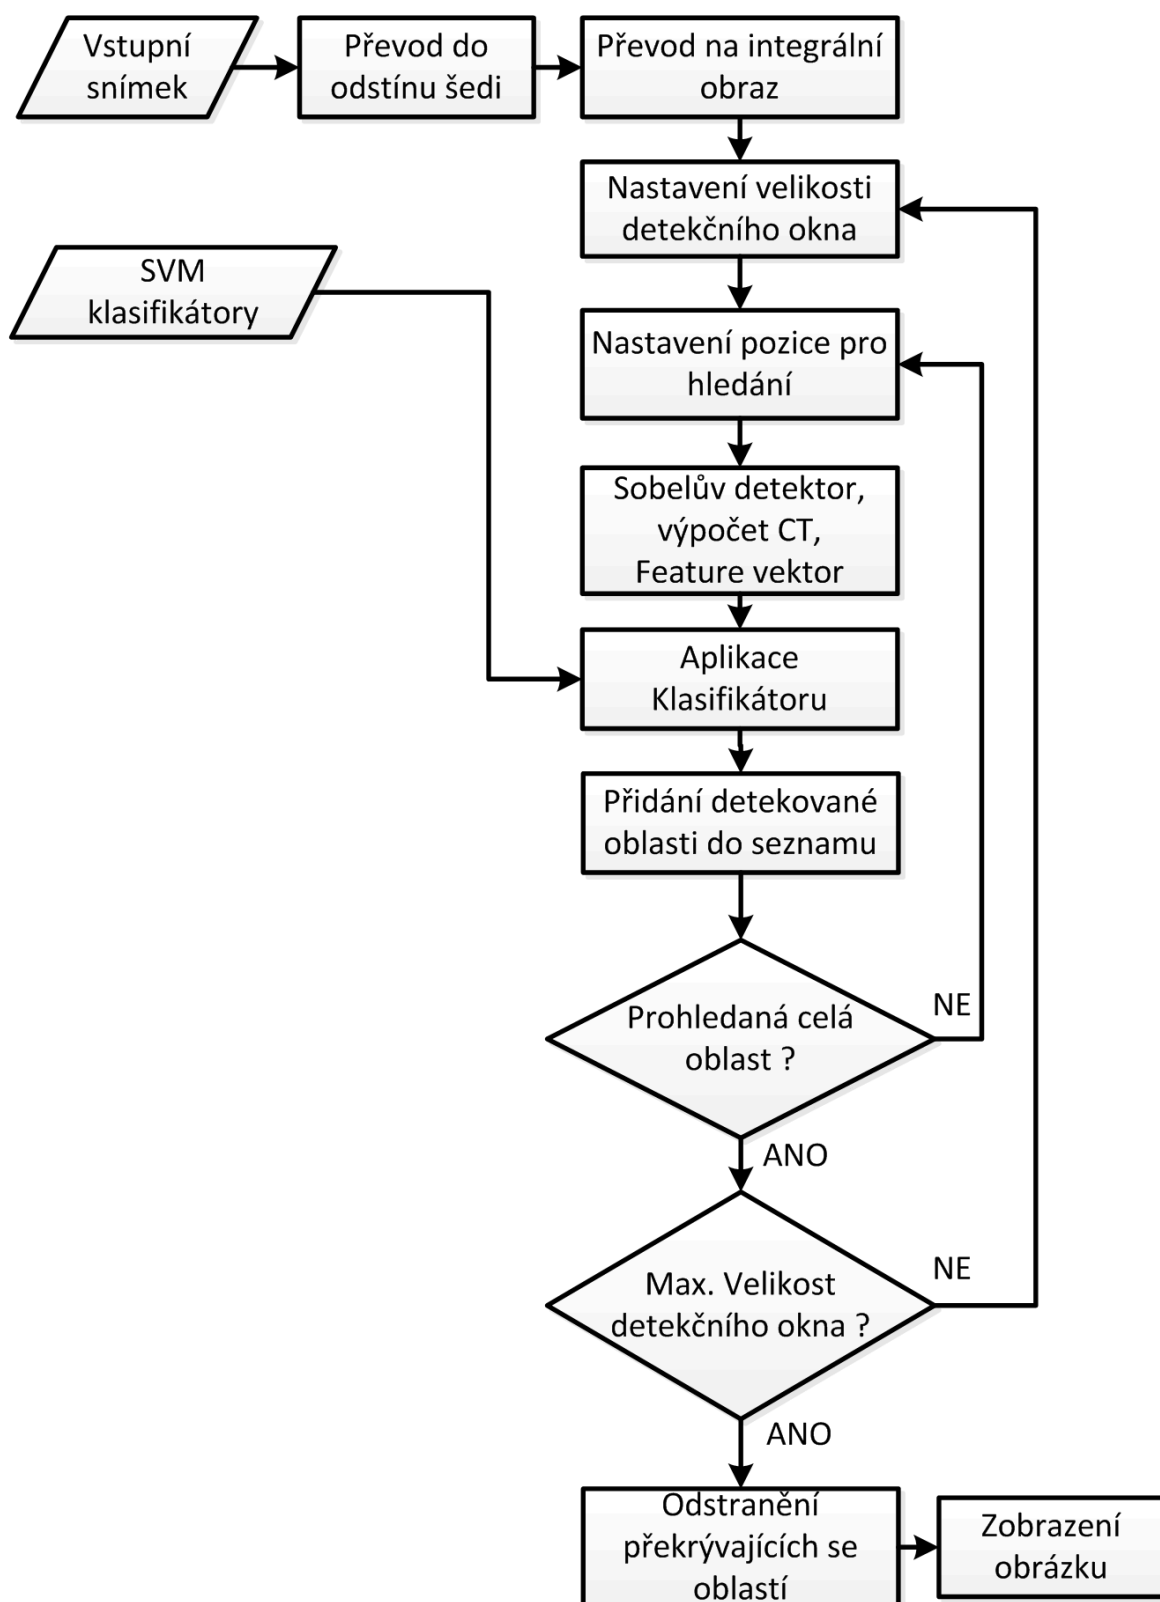 Vstupní
snímek
Převod do
odstínu šedi
Převod na integrální
obraz
Nastavení velikosti
detekčního okna
SVM
klasifikátory
Nastavení pozice pro
hledání
Sobelův detektor,
výpočet CT,
Feature vektor
Aplikace
Klasifikátoru
Přidání detekované
oblasti do seznamu
Prohledaná celá
oblast ?
NE
ANO
Max. Velikost
detekčního okna ?
NE
ANO
Odstranění
překrývajících se
oblastí
Zobrazení
obrázku